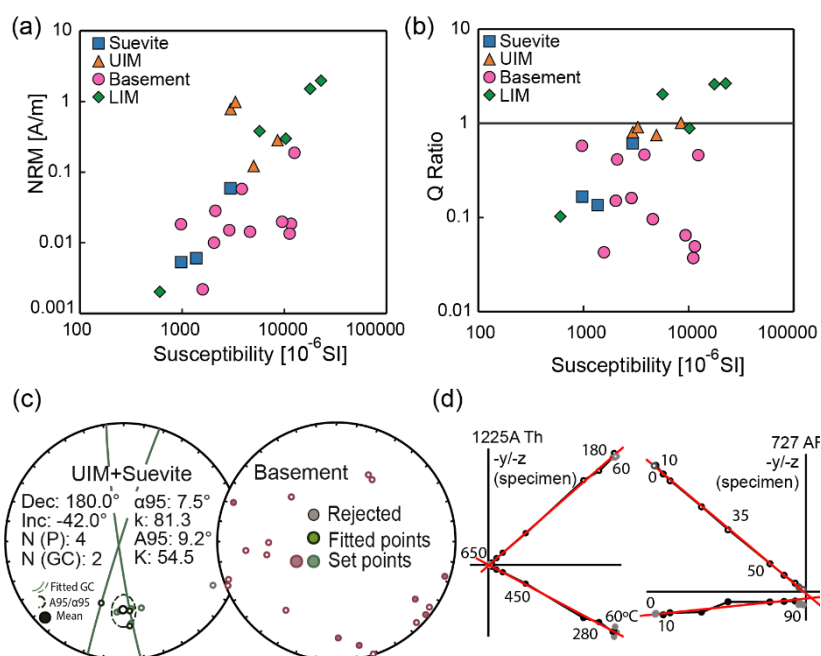 (a)
Suevite
UIM
Basement
LIM
10
1
0.1
0.01
0.001
NRM [A/m]
100
1000
10000
100000
Susceptibility [10⁻⁶SI]
(b)
Suevite
UIM
Basement
LIM
10
1
0.1
0.01
Q Ratio
100
1000
10000
100000
Susceptibility [10⁻⁶SI]
(c)
UIM+Suevite
Dec: 180.0° α95: 7.5°
Inc: -42.0° k: 81.3
N (P): 4 A95: 9.2°
N (GC): 2 K: 54.5
Fitted GC
A95/α95
Mean
Basement
Rejected
Fitted points
Set points
(d)
1225A Th
-y/-z
(specimen)
180
60
650
450
280
60°C
727 AF
-y/-z
(specimen)
10
0
35
50
0
10
90